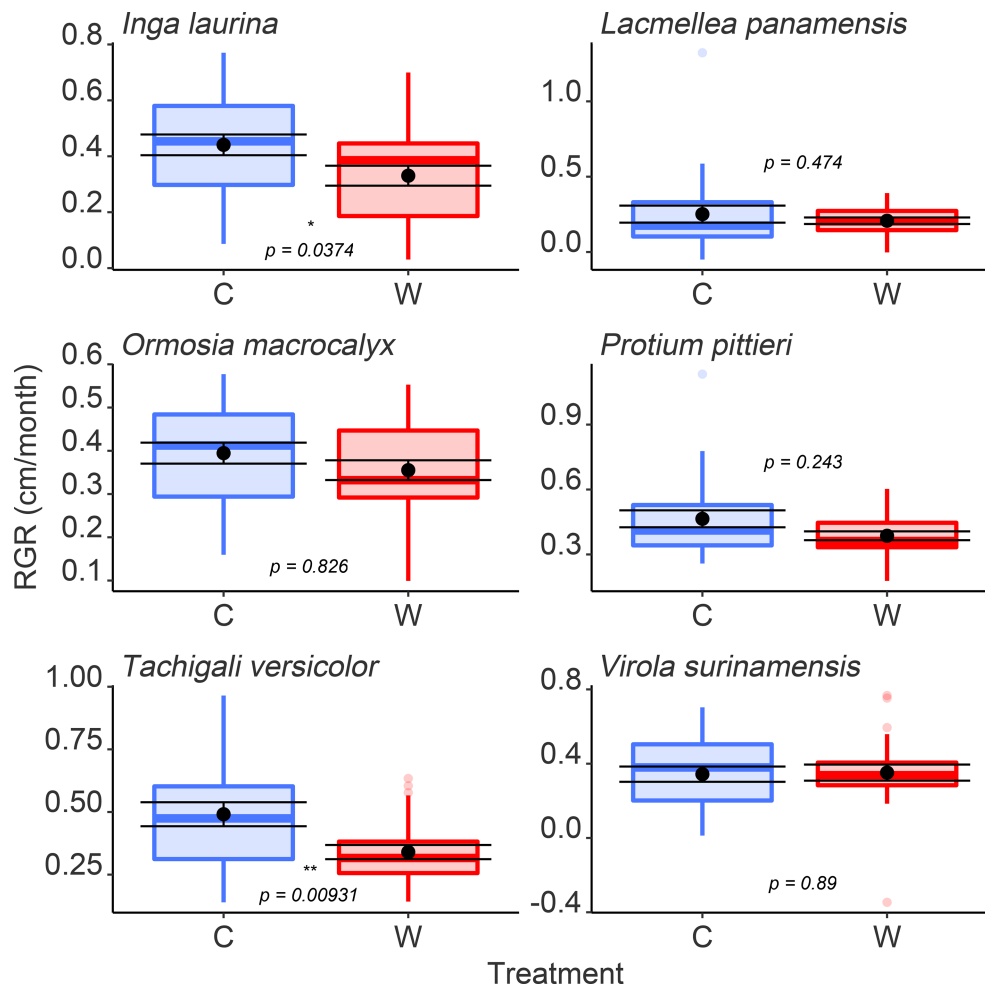 Inga laurina
0.8
0.6
0.4
0.2
0.0
*
p = 0.0374
C W
Lacmellea panamensis
1.0
0.5
0.0
p = 0.474
C W
RGR (cm/month)
Ormosia macrocalyx
0.6
0.5
0.4
0.3
0.2
0.1
p = 0.826
C W
Protium pittieri
0.9
0.6
0.3
p = 0.243
C W
Tachigali versicolor
1.00
0.75
0.50
0.25
**
p = 0.00931
C W
Virola surinamensis
0.8
0.4
0.0
-0.4
p = 0.89
C W
Treatment